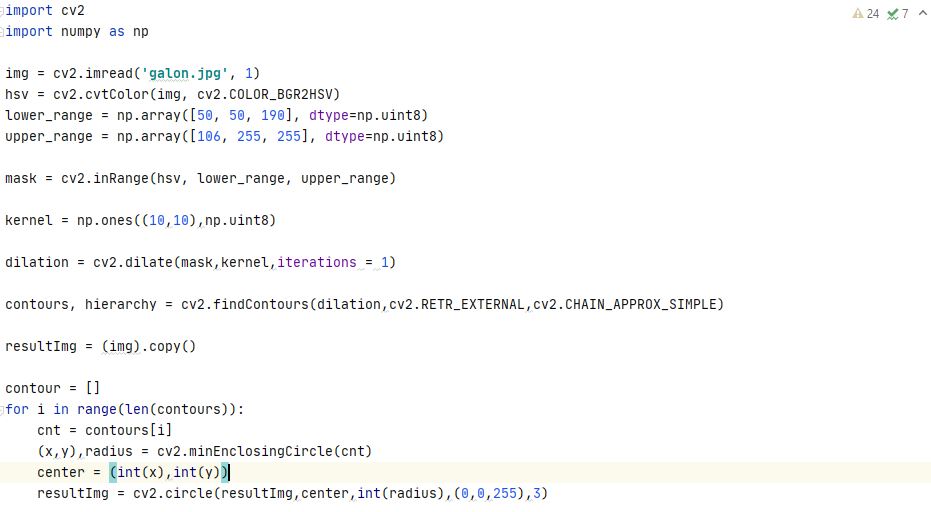 import cv2
import numpy as np
24 7
img = cv2.imread('galon.jpg', 1)
hsv = cv2.cvtColor(img, cv2.COLOR_BGR2HSV)
lower_range = np.array([50, 50, 190], dtype=np.uint8)
upper_range = np.array([106, 255, 255], dtype=np.uint8)
mask = cv2.inRange(hsv, lower_range, upper_range)
kernel = np.ones((10,10),np.uint8)
dilation = cv2.dilate(mask,kernel,iterations = 1)
contours, hierarchy = cv2.findContours(dilation,cv2.RETR_EXTERNAL,cv2.CHAIN_APPROX_SIMPLE)
resultImg = (img).copy()
contour = []
for i in range(len(contours)):
    cnt = contours[i]
    (x,y),radius = cv2.minEnclosingCircle(cnt)
    center = (int(x),int(y))
    resultImg = cv2.circle(resultImg,center,int(radius),(0,0,255),3)